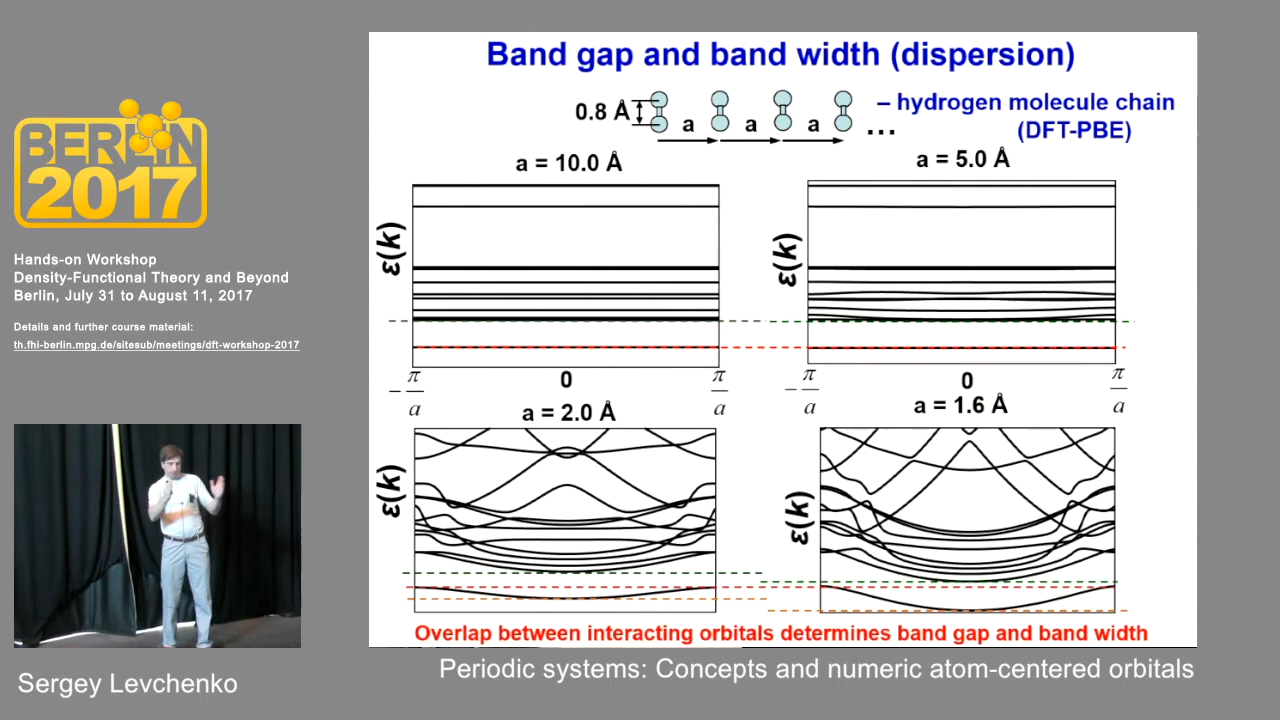 BERLIN
2017
Hands-on Workshop
Density-Functional Theory and Beyond
Berlin, July 31 to August 11, 2017
Details and further course material:
th.fhi-berlin.mpg.de/sitesub/meetings/dft-workshop-2017
Sergey Levchenko
Band gap and band width (dispersion)
0.8 Å
a a a ...
– hydrogen molecule chain
(DFT-PBE)
a = 10.0 Å
a = 5.0 Å
ε(k)
ε(k)
−π/a 0 π/a
−π/a 0 π/a
a = 2.0 Å
a = 1.6 Å
ε(k)
ε(k)
Overlap between interacting orbitals determines band gap and band width
Periodic systems: Concepts and numeric atom-centered orbitals